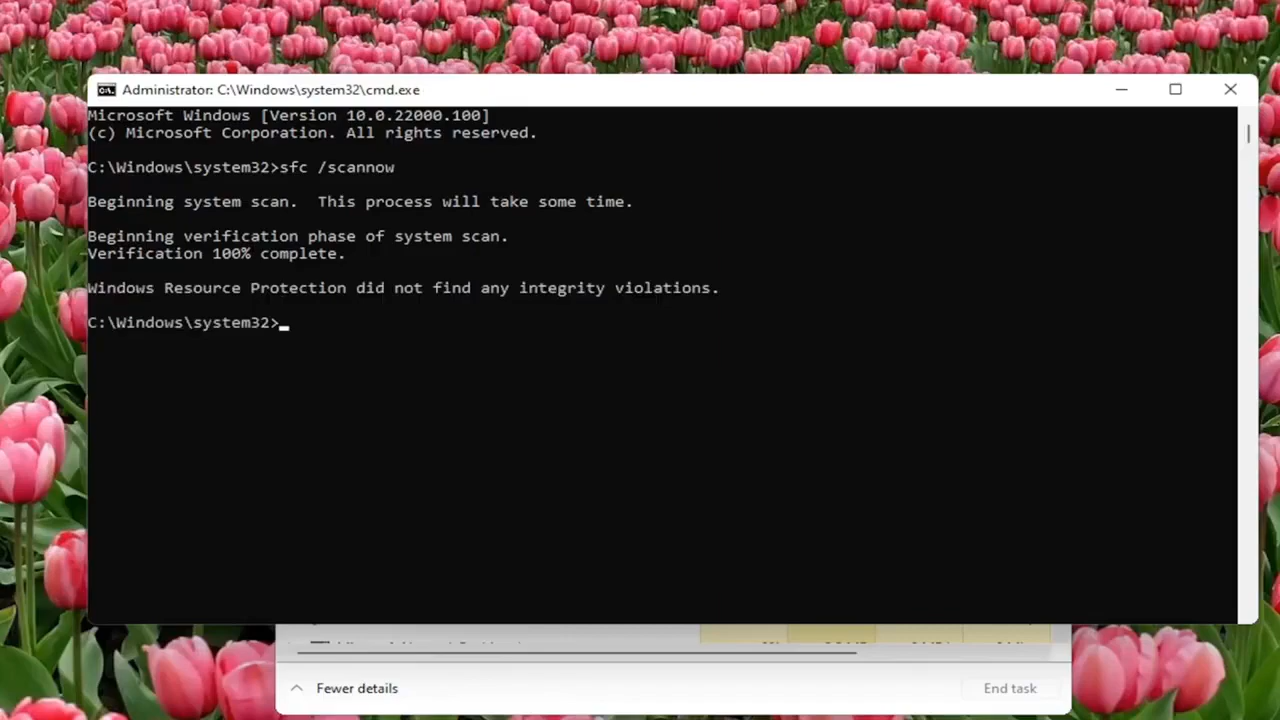 Administrator: C:\Windows\system32\cmd.exe
Microsoft Windows [Version 10.0.22000.100]
(c) Microsoft Corporation. All rights reserved.
C:\Windows\system32>sfc /scannow
Beginning system scan.  This process will take some time.
Beginning verification phase of system scan.
Verification 100% complete.
Windows Resource Protection did not find any integrity violations.
C:\Windows\system32>
Fewer details
End task